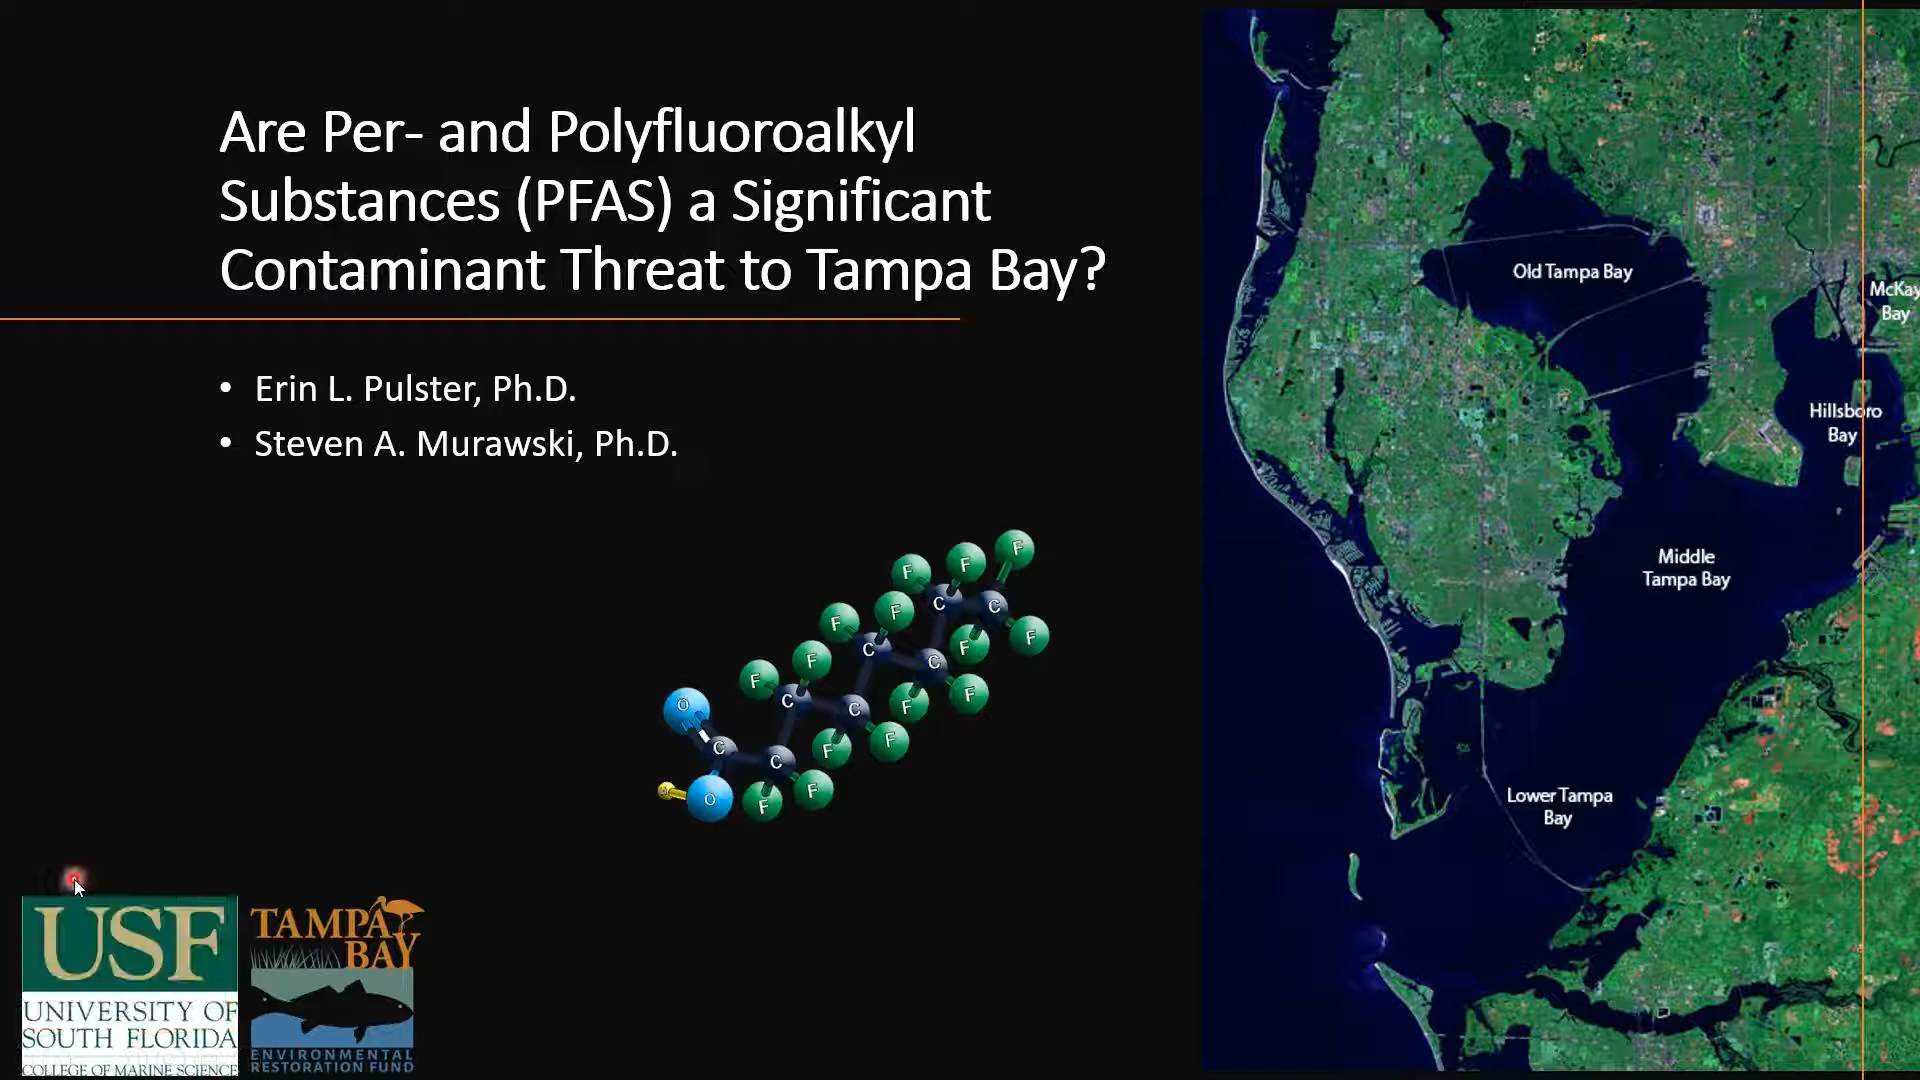 Are Per- and Polyfluoroalkyl
Substances (PFAS) a Significant
Contaminant Threat to Tampa Bay?
• Erin L. Pulster, Ph.D.
• Steven A. Murawski, Ph.D.
Old Tampa Bay
McKay
Bay
Hillsboro
Bay
Middle
Tampa Bay
Lower Tampa
Bay
F
F
F
F
F
C
C
F
F
C
F
F
C
F
F
C
F
F
C
F
F
O
C
C
F
F
O
USF
UNIVERSITY OF
SOUTH FLORIDA
COLLEGE OF MARINE SCIENCE
TAMPA
BAY
ENVIRONMENTAL
RESTORATION FUND